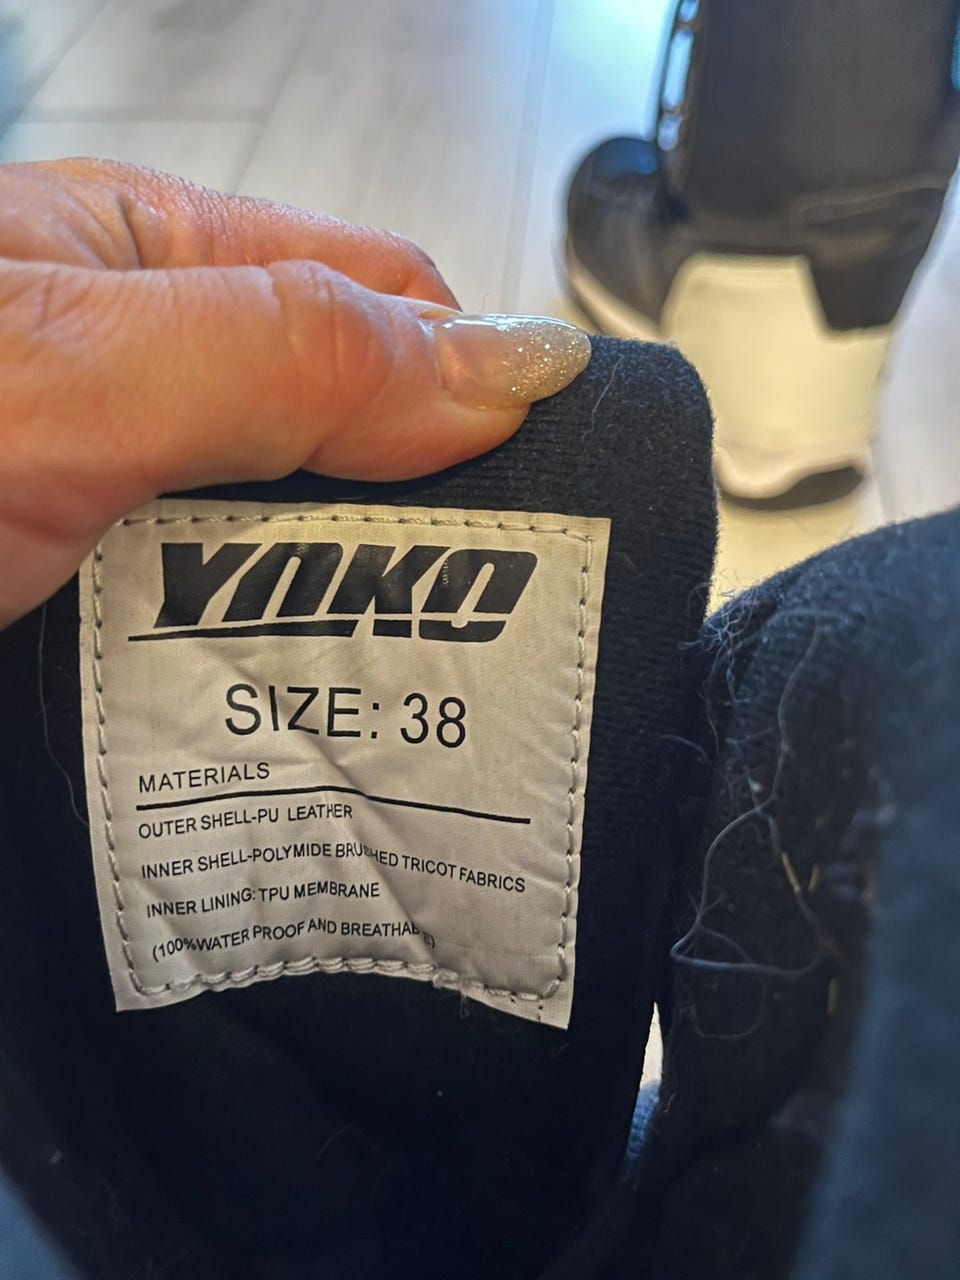 YOKO
SIZE: 38
MATERIALS
OUTER SHELL-PU LEATHER
INNER SHELL-POLYMIDE BRUSHED TRICOT FABRICS
INNER LINING: TPU MEMBRANE
(100%WATER PROOF AND BREATHABLE)